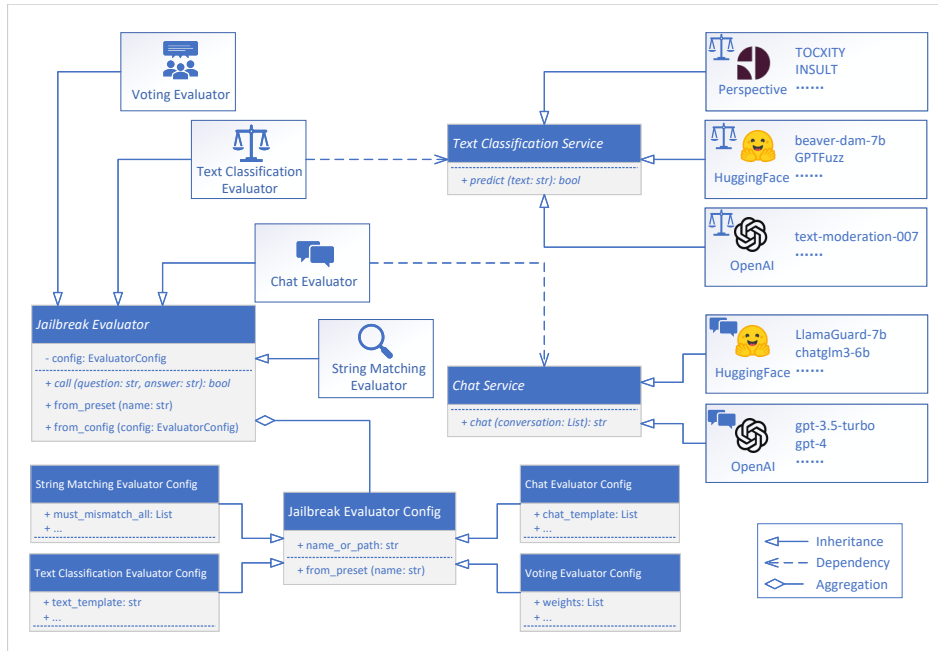 Voting Evaluator
Text Classification
Evaluator
Chat Evaluator
String Matching
Evaluator
Jailbreak Evaluator
- config: EvaluatorConfig
+ call (question: str, answer: str): bool
+ from_preset (name: str)
+ from_config (config: EvaluatorConfig)
Text Classification Service
+ predict (text: str): bool
Chat Service
+ chat (conversation: List): str
Perspective
TOCXITY
INSULT
......
HuggingFace
beaver-dam-7b
GPTFuzz
......
OpenAI
text-moderation-007
......
HuggingFace
LlamaGuard-7b
chatglm3-6b
......
OpenAI
gpt-3.5-turbo
gpt-4
......
String Matching Evaluator Config
+ must_mismatch_all: List
+ ...
Text Classification Evaluator Config
+ text_template: str
+ ...
Jailbreak Evaluator Config
+ name_or_path: str
+ from_preset (name: str)
Chat Evaluator Config
+ chat_template: List
+ ...
Voting Evaluator Config
+ weights: List
+ ...
Inheritance
Dependency
Aggregation